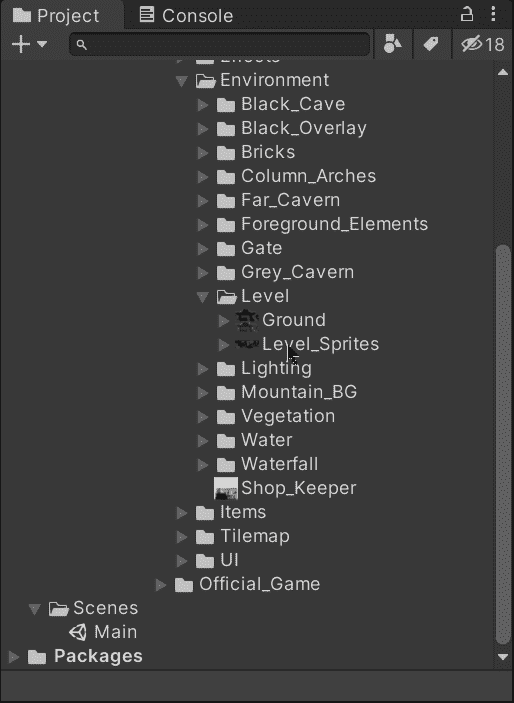 Project
Console
18
Effects
Environment
Black_Cave
Black_Overlay
Bricks
Column_Arches
Far_Cavern
Foreground_Elements
Gate
Grey_Cavern
Level
Ground
Level_Sprites
Lighting
Mountain_BG
Vegetation
Water
Waterfall
Shop_Keeper
Items
Tilemap
UI
Official_Game
Scenes
Main
Packages